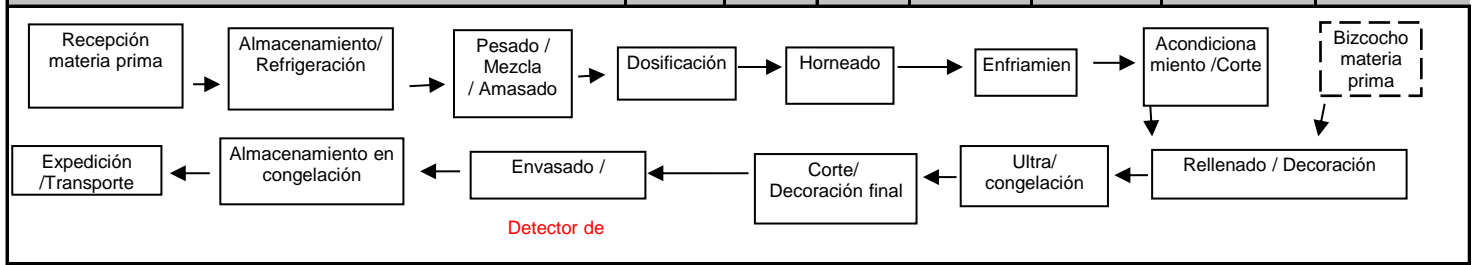 Recepción
materia prima
Almacenamiento/
Refrigeración
Pesado /
Mezcla
/ Amasado
Dosificación
Horneado
Enfriamien
Acondiciona
miento /Corte
Bizcocho
materia
prima
Rellenado / Decoración
Ultra/
congelación
Corte/
Decoración final
Envasado /
Detector de
Almacenamiento en
congelación
Expedición
/Transporte